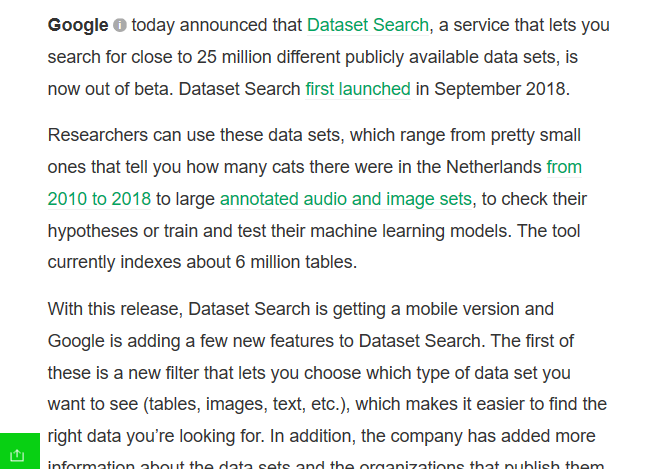 Google today announced that Dataset Search, a service that lets you
search for close to 25 million different publicly available data sets, is
now out of beta. Dataset Search first launched in September 2018.
Researchers can use these data sets, which range from pretty small
ones that tell you how many cats there were in the Netherlands from
2010 to 2018 to large annotated audio and image sets, to check their
hypotheses or train and test their machine learning models. The tool
currently indexes about 6 million tables.
With this release, Dataset Search is getting a mobile version and
Google is adding a few new features to Dataset Search. The first of
these is a new filter that lets you choose which type of data set you
want to see (tables, images, text, etc.), which makes it easier to find the
right data you’re looking for. In addition, the company has added more
information about the data sets and the organizations that publish them